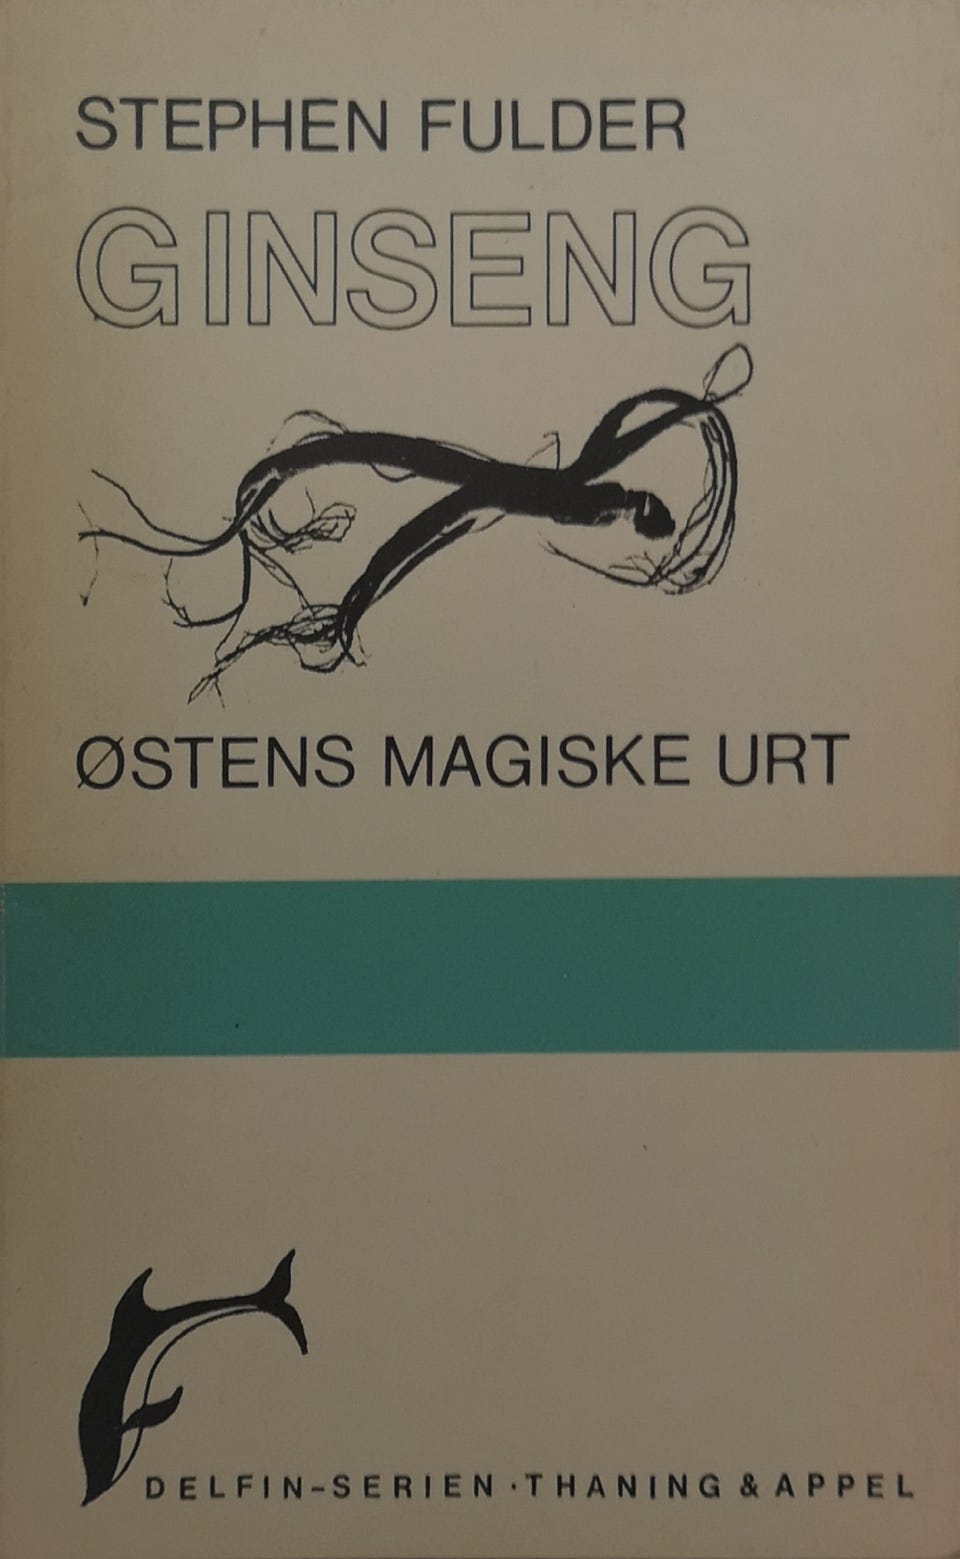 STEPHEN FULDER
GINSENG
ØSTENS MAGISKE URT
DELFIN-SERIEN · THANING & APPEL